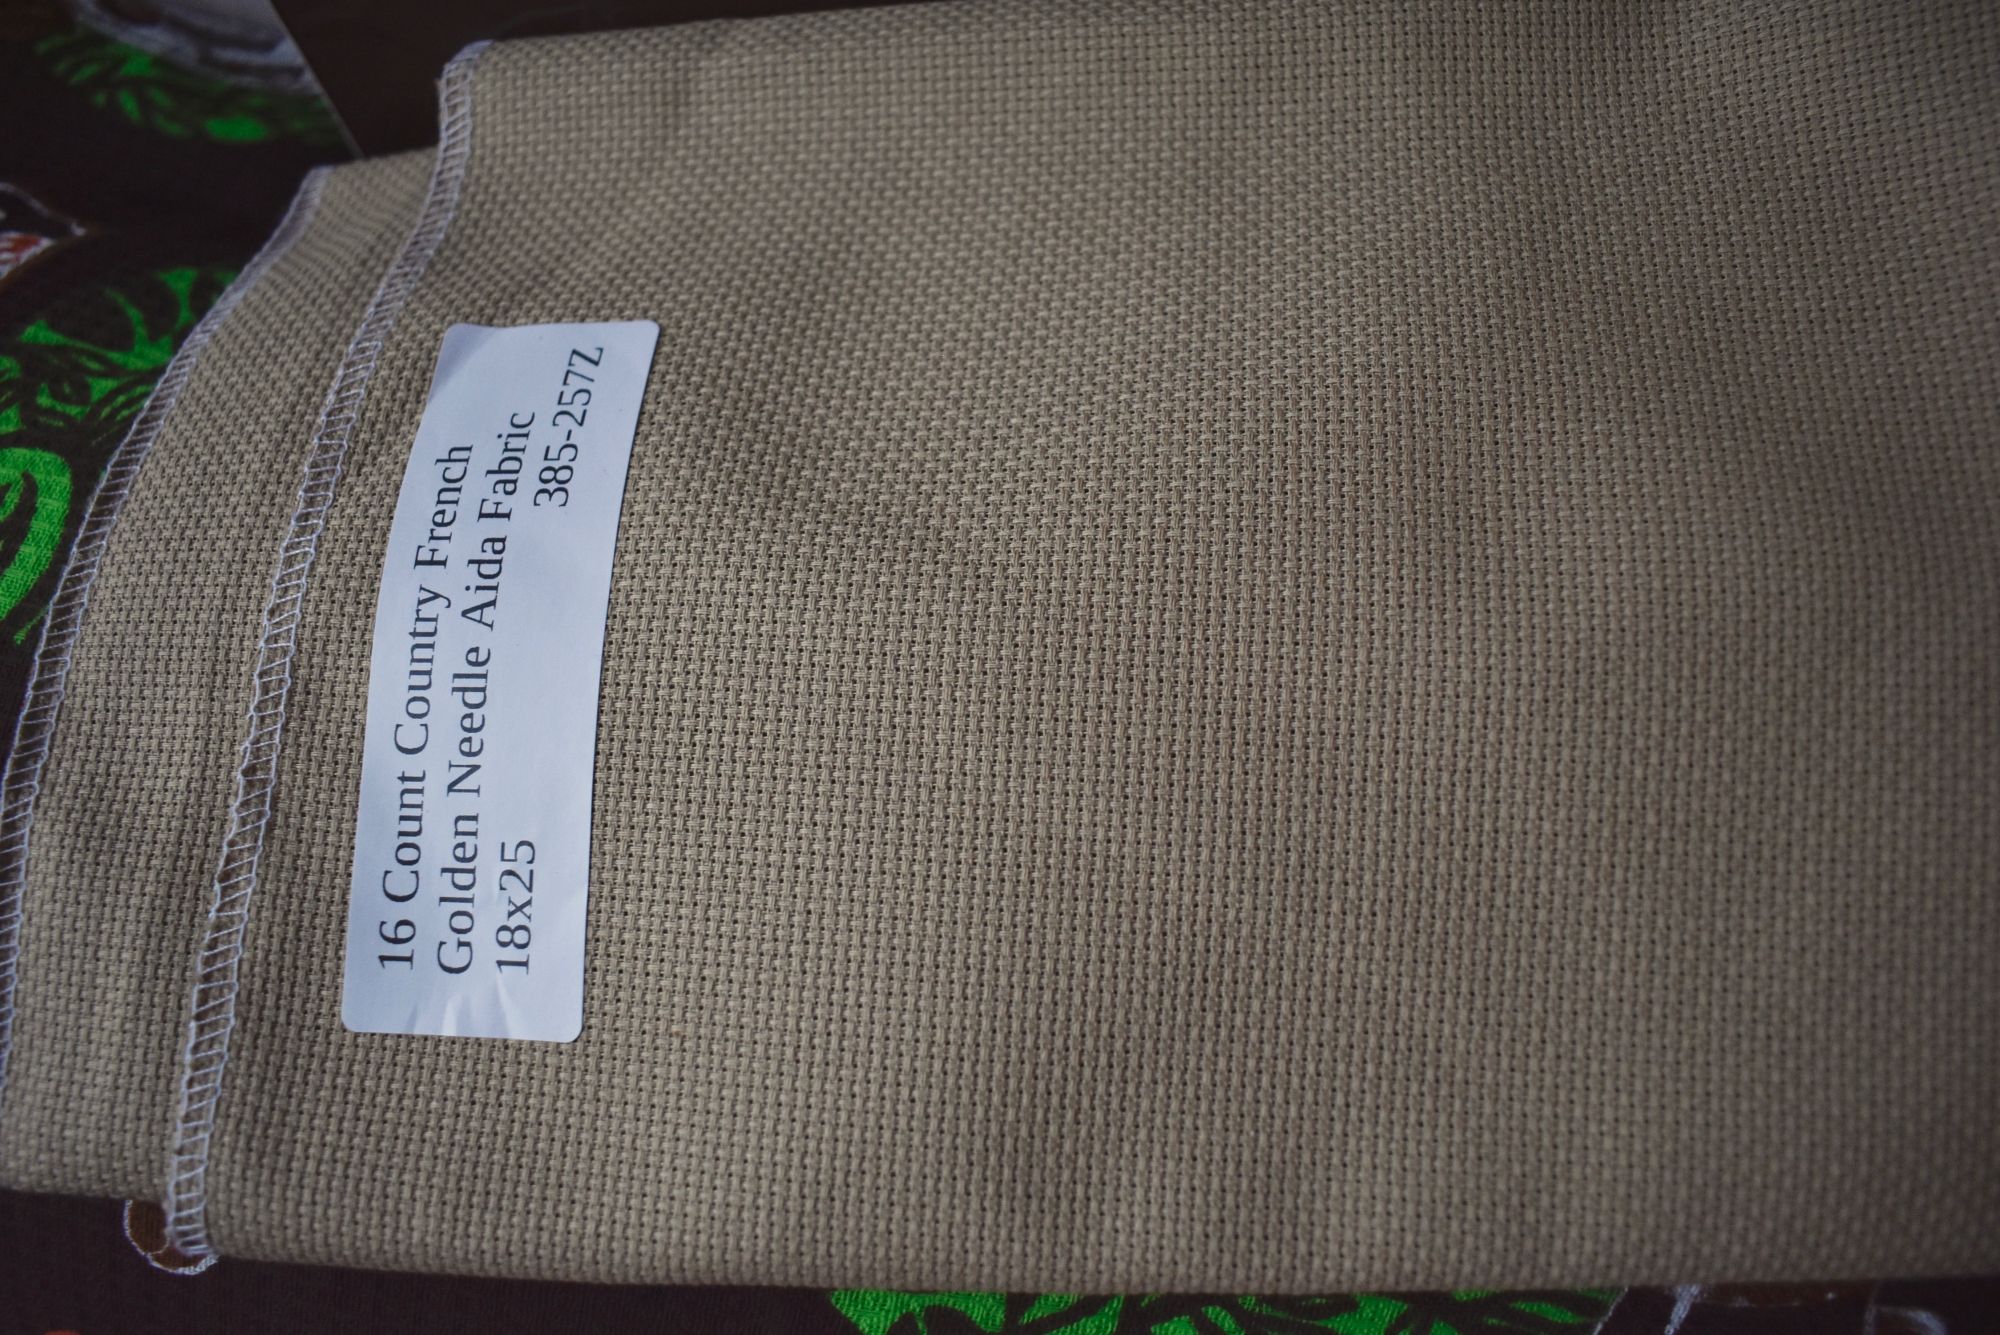 16 Count Country French
Golden Needle Aida Fabric
18x25 385-257Z